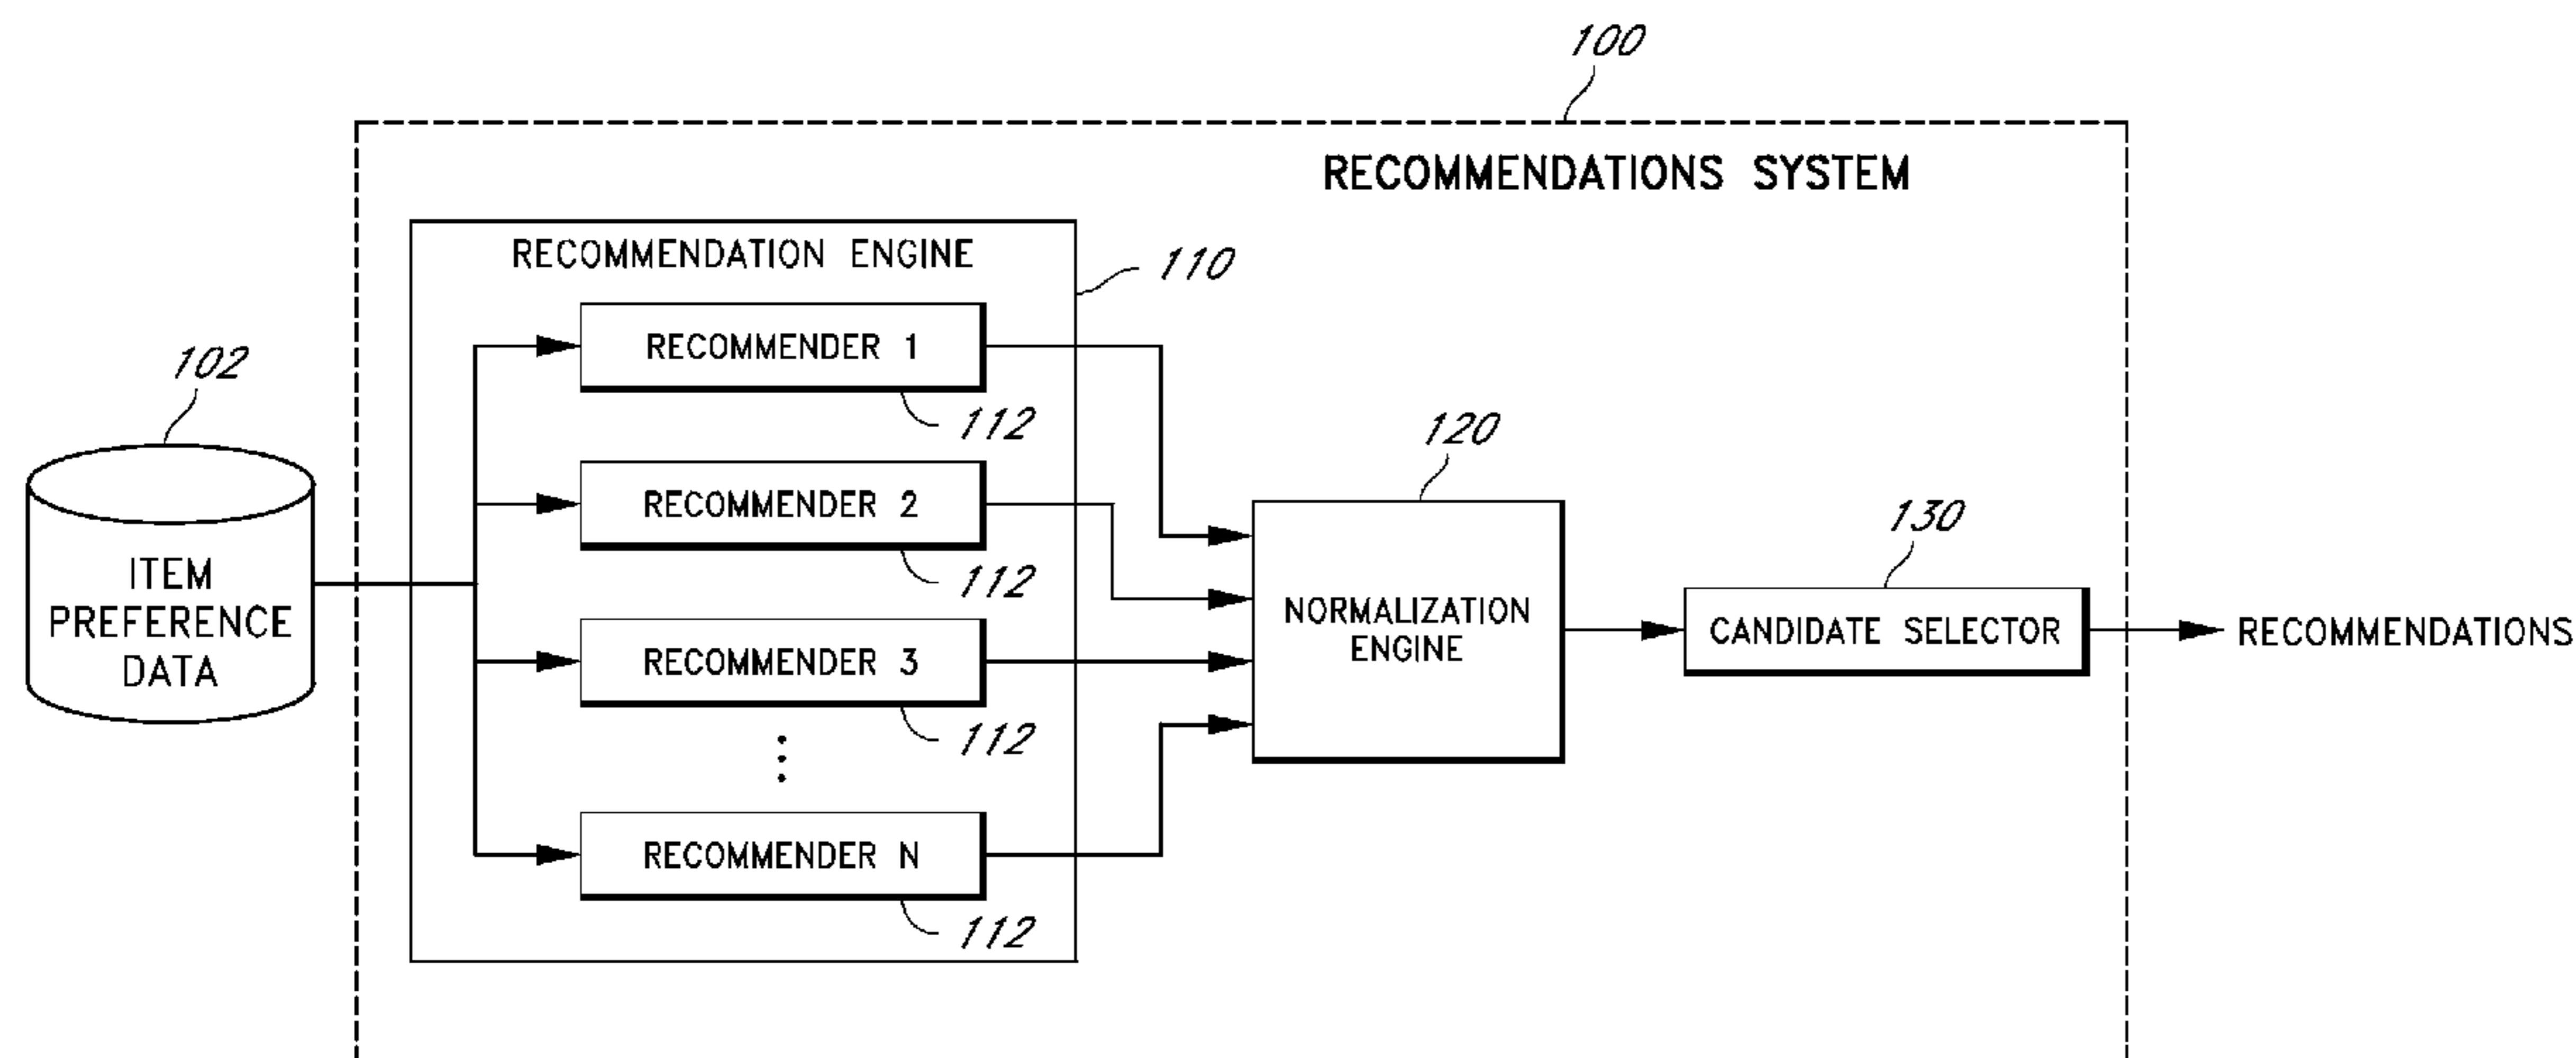 100
RECOMMENDATIONS SYSTEM
RECOMMENDATION ENGINE
110
RECOMMENDER 1
112
102
RECOMMENDER 2
112
120
130
ITEM
PREFERENCE
DATA
NORMALIZATION
ENGINE
CANDIDATE SELECTOR
RECOMMENDATIONS
RECOMMENDER 3
112
RECOMMENDER N
112